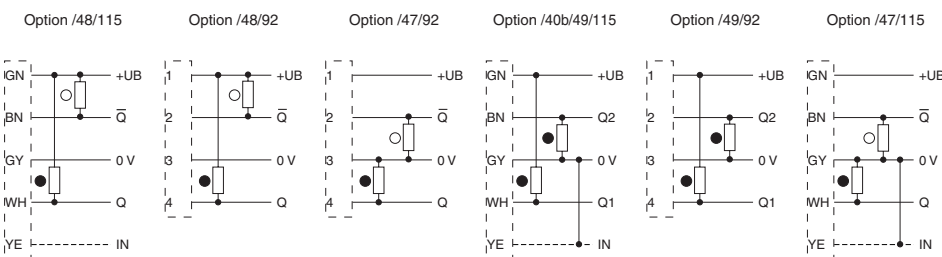 Option /48/115
Option /48/92
Option /47/92
Option /40b/49/115
Option /49/92
Option /47/115
GN +UB
BN Q̅
GY 0 V
WH Q
YE IN
1 +UB
2 Q̅
3 0 V
4 Q
1 +UB
2 Q̅
3 0 V
4 Q
GN +UB
BN Q2
GY 0 V
WH Q1
YE IN
1 +UB
2 Q2
3 0 V
4 Q1
GN +UB
BN Q̅
GY 0 V
WH Q
YE IN